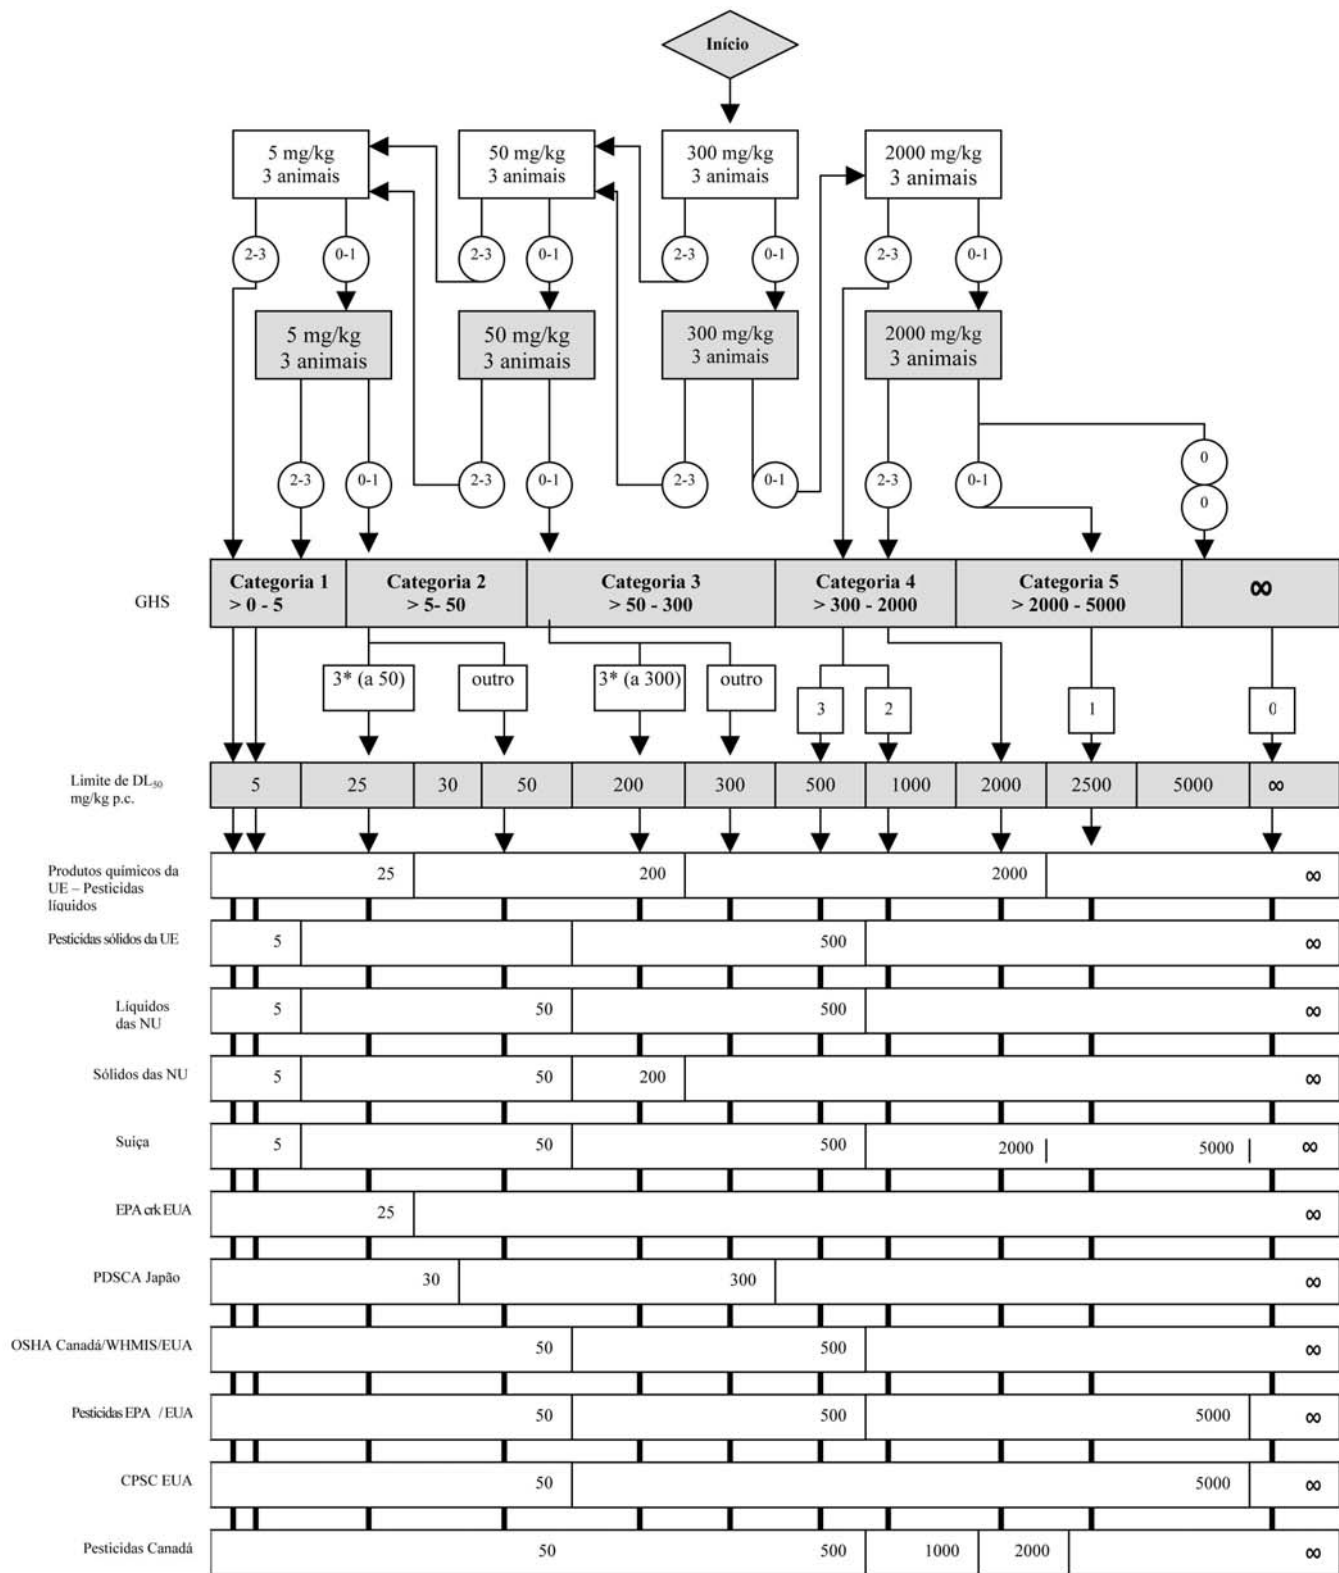 Início
5 mg/kg
3 animais
50 mg/kg
3 animais
300 mg/kg
3 animais
2000 mg/kg
3 animais
2-3
0-1
2-3
0-1
2-3
0-1
2-3
0-1
5 mg/kg
3 animais
50 mg/kg
3 animais
300 mg/kg
3 animais
2000 mg/kg
3 animais
2-3
0-1
2-3
0-1
2-3
0-1
2-3
0-1
0
0
GHS
Categoria 1
> 0 - 5
Categoria 2
> 5- 50
Categoria 3
> 50 - 300
Categoria 4
> 300 - 2000
Categoria 5
> 2000 - 5000
∞
3* (a 50)
outro
3* (a 300)
outro
3
2
1
0
Limite de DL₅₀
mg/kg p.c.
5
25
30
50
200
300
500
1000
2000
2500
5000
∞
Produtos químicos da
UE – Pesticidas
líquidos
25
200
2000
∞
Pesticidas sólidos da UE
5
500
∞
Líquidos
das NU
5
50
500
∞
Sólidos das NU
5
50
200
∞
Suiça
5
50
500
2000
5000
∞
EPA crk EUA
25
∞
PDSCA Japão
30
300
∞
OSHA Canadá/WHMIS/EUA
50
500
∞
Pesticidas EPA / EUA
50
500
5000
∞
CPSC EUA
50
5000
∞
Pesticidas Canadá
50
500
1000
2000
∞